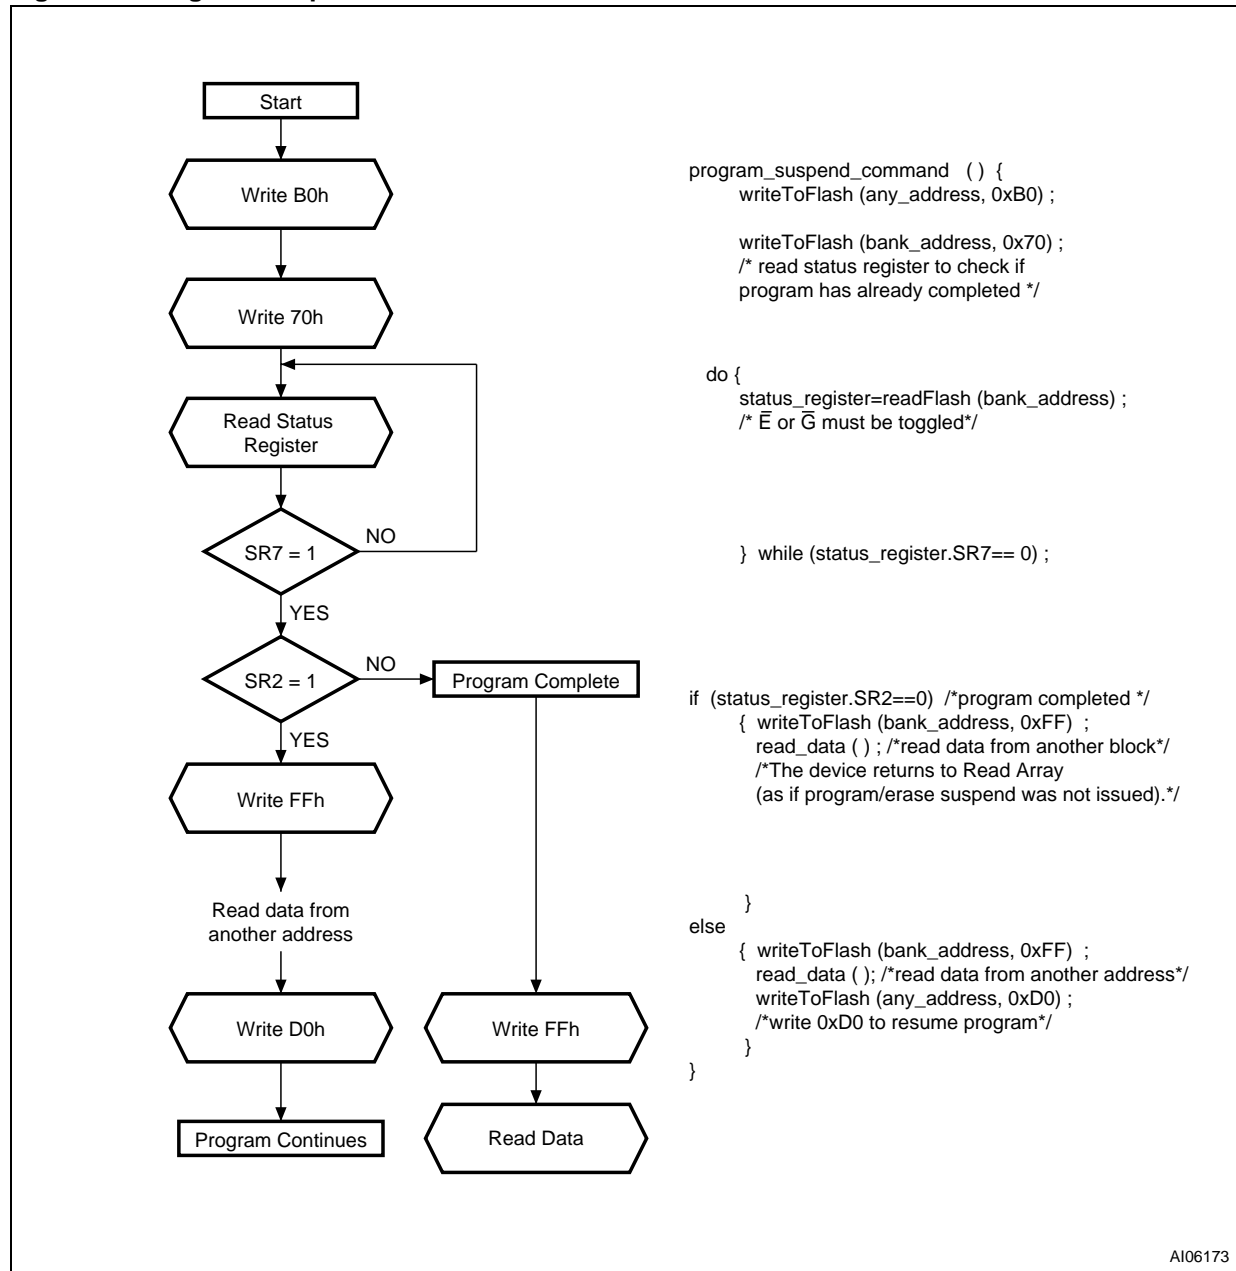 Start
Write B0h
Write 70h
Read Status
Register
SR7 = 1
NO
YES
SR2 = 1
NO
Program Complete
YES
Write FFh
Read data from
another address
Write D0h
Write FFh
Program Continues
Read Data
program_suspend_command ( ) {
writeToFlash (any_address, 0xB0) ;
writeToFlash (bank_address, 0x70) ;
/* read status register to check if
program has already completed */
do {
status_register=readFlash (bank_address) ;
/* E̅ or G̅ must be toggled*/
} while (status_register.SR7== 0) ;
if (status_register.SR2==0) /*program completed */
{ writeToFlash (bank_address, 0xFF) ;
read_data ( ) ; /*read data from another block*/
/*The device returns to Read Array
(as if program/erase suspend was not issued).*/
}
else
{ writeToFlash (bank_address, 0xFF) ;
read_data ( ); /*read data from another address*/
writeToFlash (any_address, 0xD0) ;
/*write 0xD0 to resume program*/
}
}
AI06173